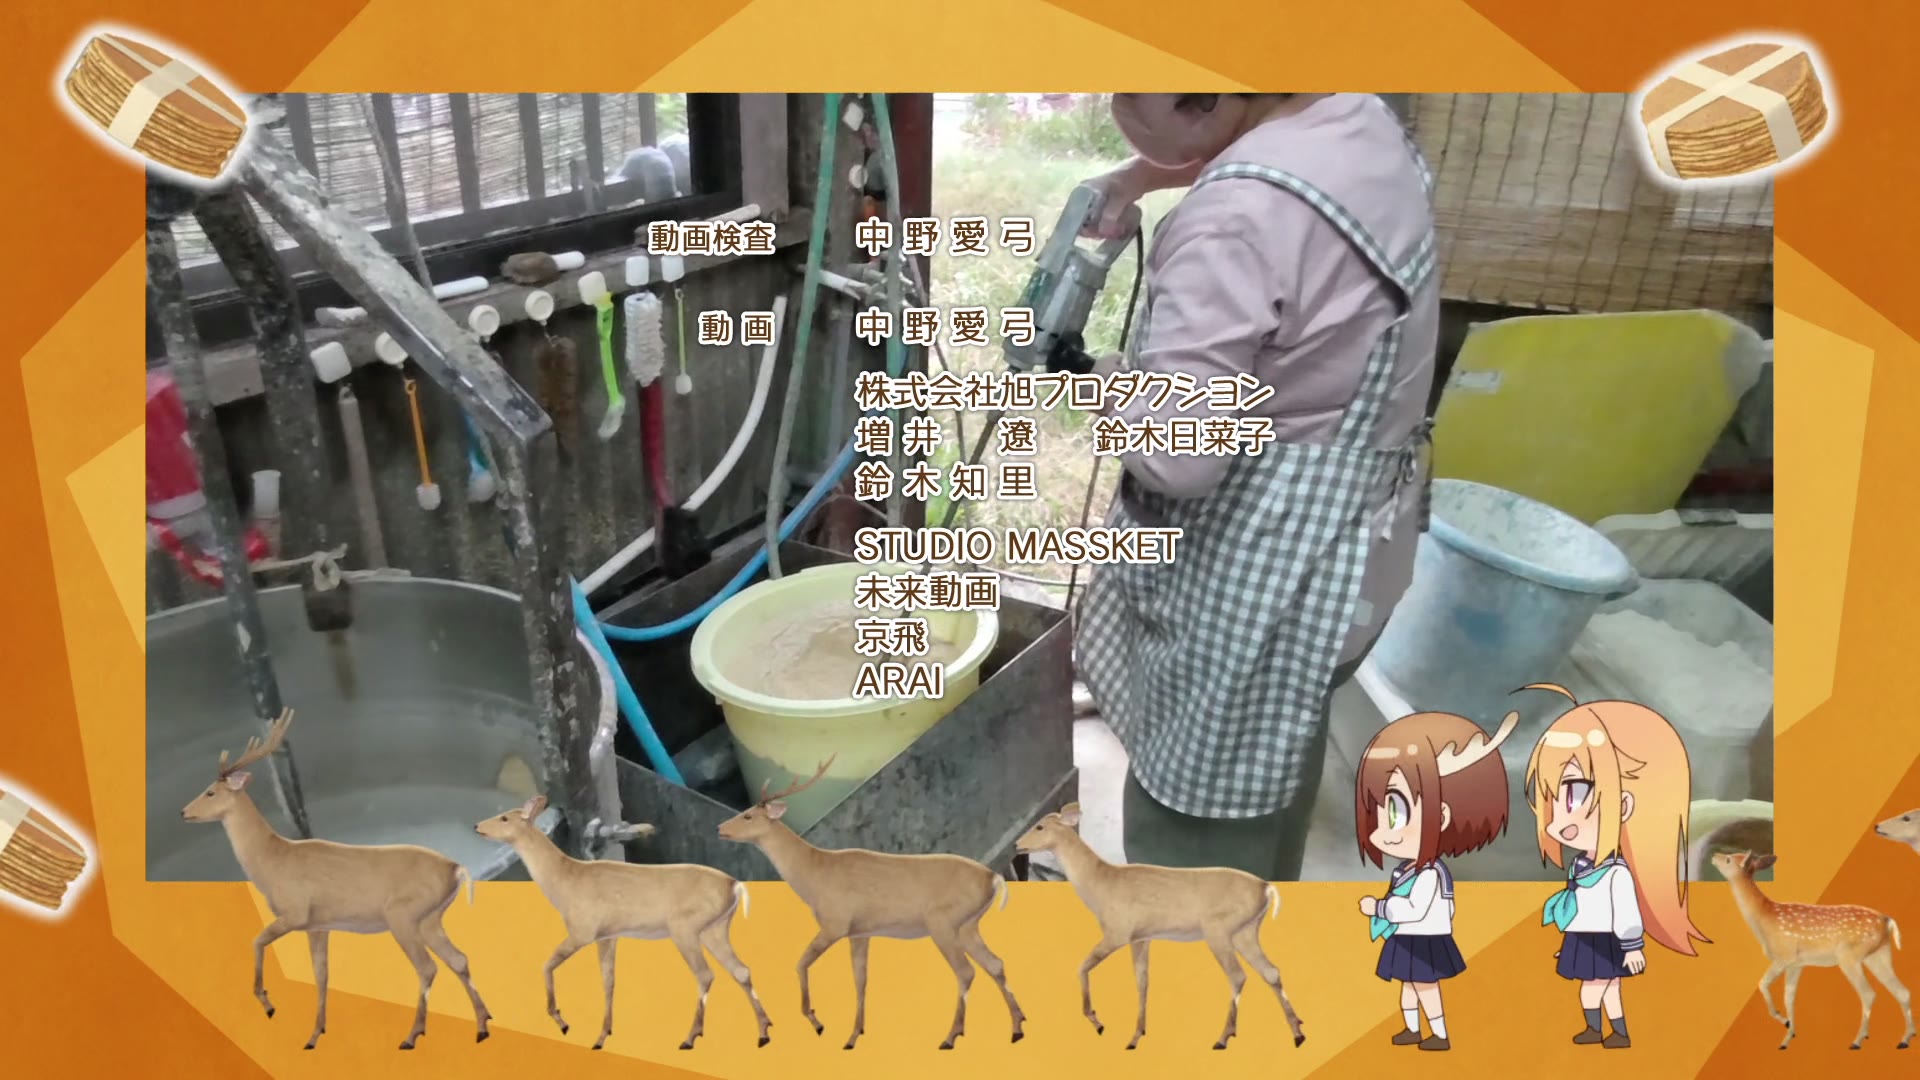 動画検査 中野愛弓
動画 中野愛弓
株式会社旭プロダクション
増井 遼 鈴木日菜子
鈴木知里
STUDIO MASSKET
未来動画
京飛
ARAI